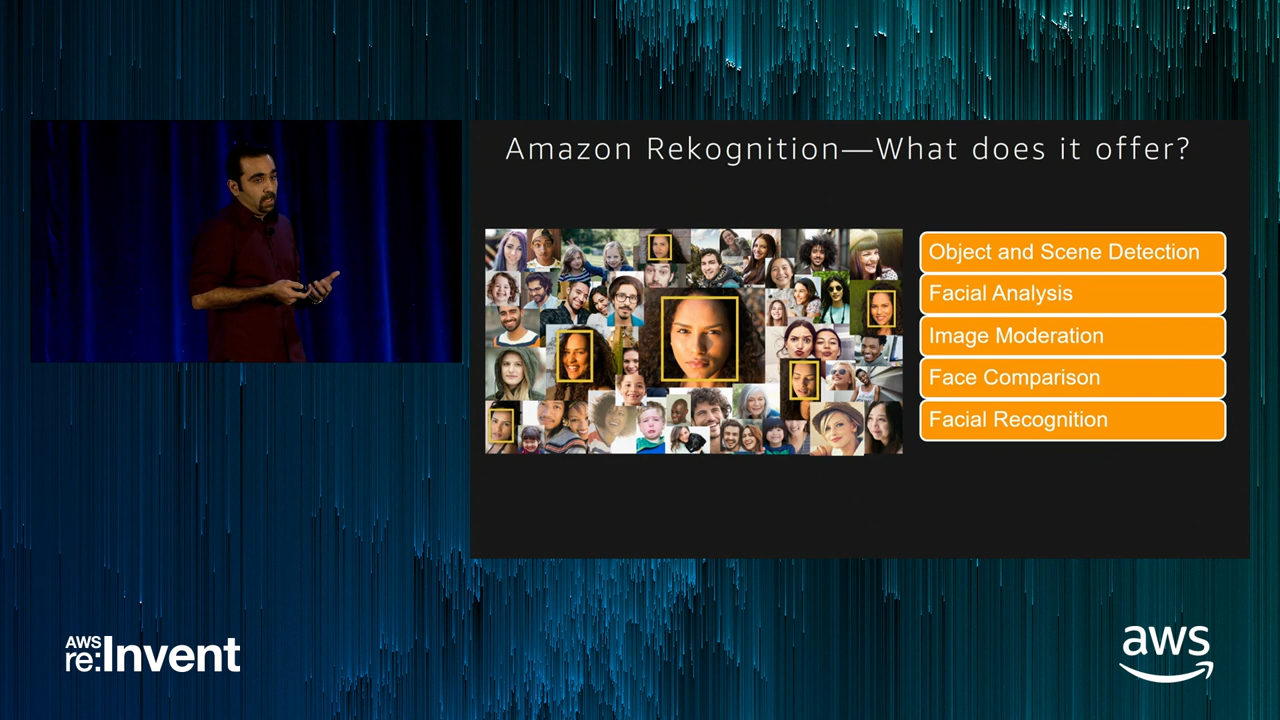 Amazon Rekognition—What does it offer?
Object and Scene Detection
Facial Analysis
Image Moderation
Face Comparison
Facial Recognition
AWS
re:Invent
aws